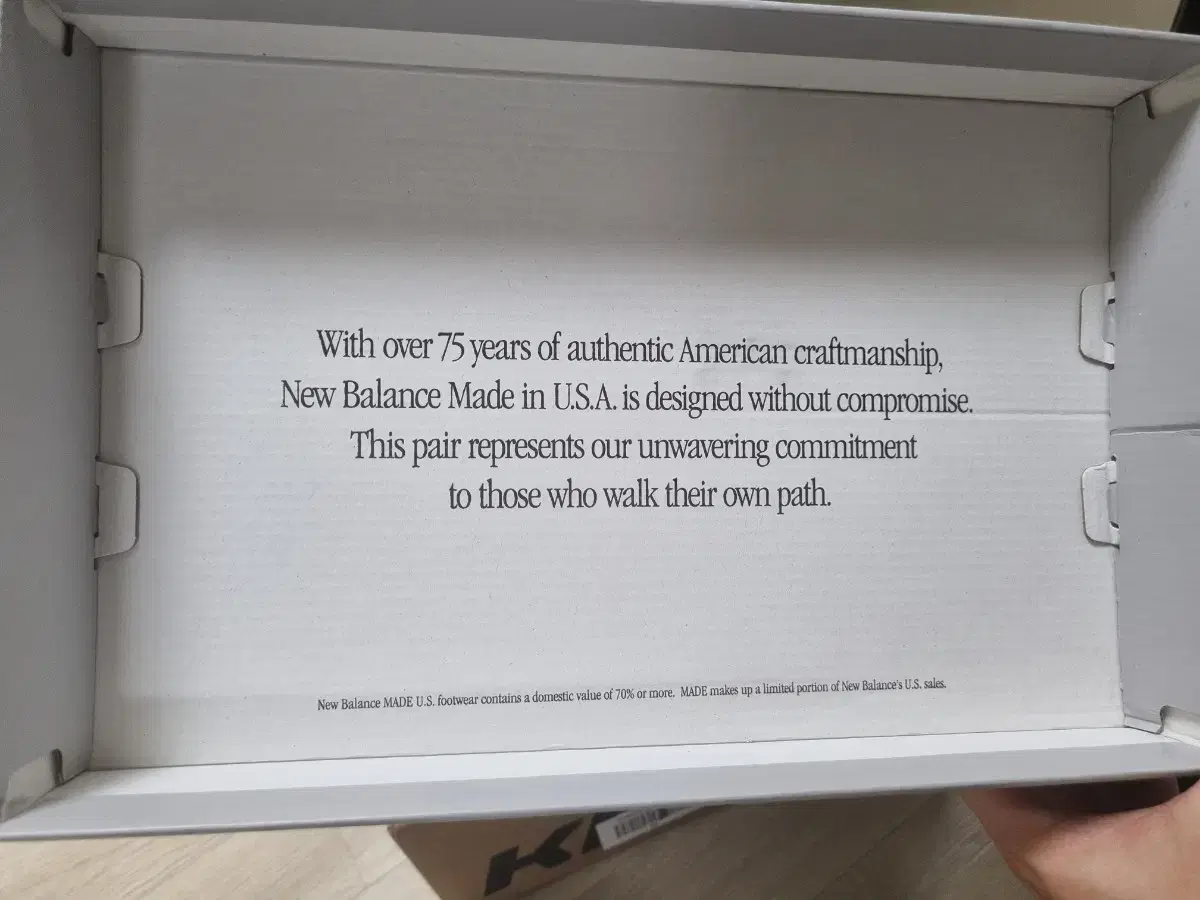 With over 75 years of authentic American craftmanship,
New Balance Made in U.S.A. is designed without compromise.
This pair represents our unwavering commitment
to those who walk their own path.
New Balance MADE U.S. footwear contains a domestic value of 70% or more. MADE makes up a limited portion of New Balance's U.S. sales.